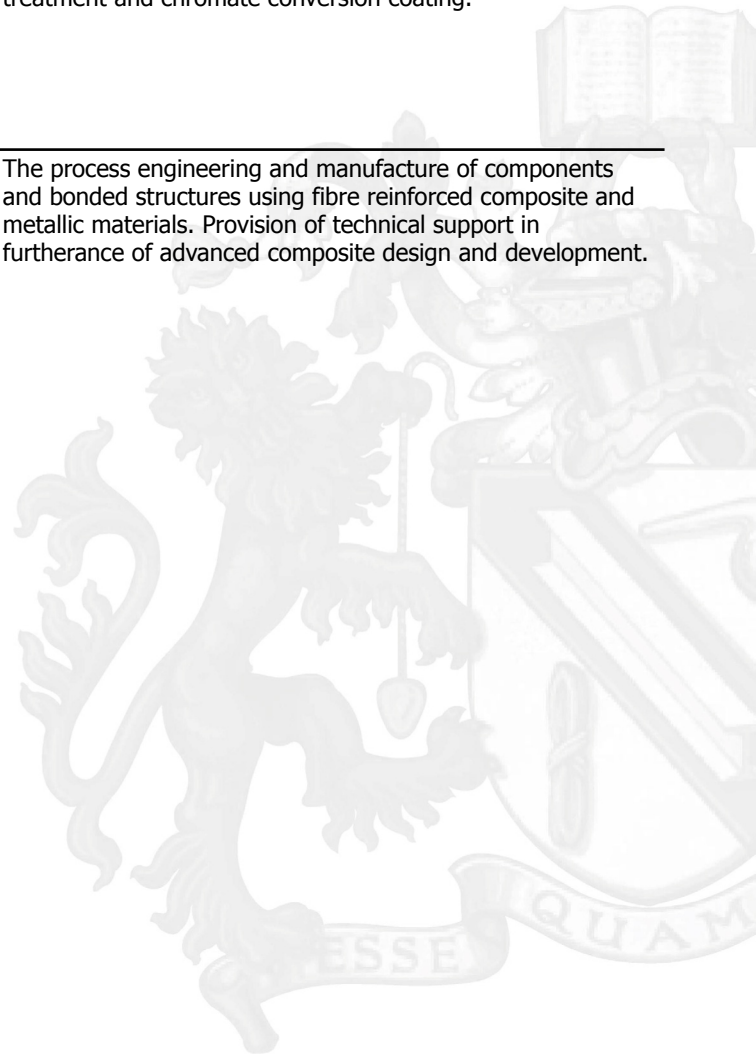 treatment and chromate conversion coating.
The process engineering and manufacture of components
and bonded structures using fibre reinforced composite and
metallic materials. Provision of technical support in
furtherance of advanced composite design and development.
ESSE
QUAM